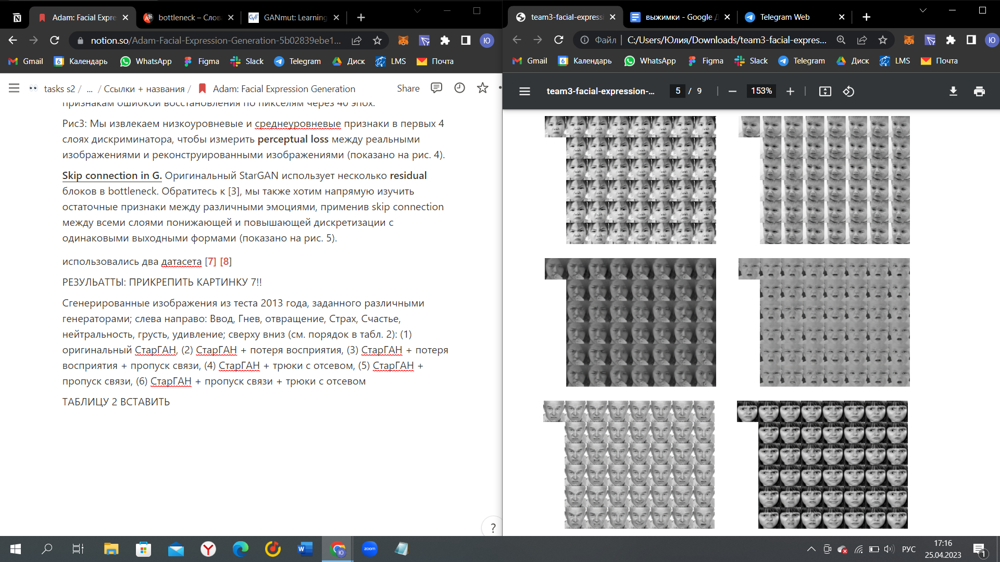 Adam: Facial Expre
bottleneck – Слов
GANmut: Learning
notion.so/Adam-Facial-Expression-Generation-5b02839ebe1...
Ю
Gmail
6
Календарь
WhatsApp
Figma
Slack
Telegram
Диск
LMS
Почта
tasks s2 / ... / Ссылки + названия / Adam: Facial Expression Generation
Share
признакам ошибкой восстановления по пикселям через 40 эпох.
Рис3: Мы извлекаем низкоуровневые и среднеуровневые признаки в первых 4
слоях дискриминатора, чтобы измерить perceptual loss между реальными
изображениями и реконструированными изображениями (показано на рис. 4).
Skip connection in G. Оригинальный StarGAN использует несколько residual
блоков в bottleneck. Обратитесь к [3], мы также хотим напрямую изучить
остаточные признаки между различными эмоциями, применив skip connection
между всеми слоями понижающей и повышающей дискретизации с
одинаковыми выходными формами (показано на рис. 5).
использовались два датасета [7] [8]
РЕЗУЛЬАТТЫ: ПРИКРЕПИТЬ КАРТИНКУ 7!!
Сгенерированные изображения из теста 2013 года, заданного различными
генераторами; слева направо: Ввод, Гнев, отвращение, Страх, Счастье,
нейтральность, грусть, удивление; сверху вниз (см. порядок в табл. 2): (1)
оригинальный СтарГАН, (2) СтарГАН + потеря восприятия, (3) СтарГАН + потеря
восприятия + пропуск связи, (4) СтарГАН + трюки с отсевом, (5) СтарГАН +
пропуск связи, (6) СтарГАН + пропуск связи + трюки с отсевом
ТАБЛИЦУ 2 ВСТАВИТЬ
?
team3-facial-expressi
выжимки - Google Д
Telegram Web
Файл
C:/Users/Юлия/Downloads/team3-facial-expres...
Ю
Gmail
6
Календарь
WhatsApp
Figma
Slack
Telegram
Диск
LMS
Почта
team3-facial-expression-...
5 / 9
153%
zoom
РУС
17:16
25.04.2023
1